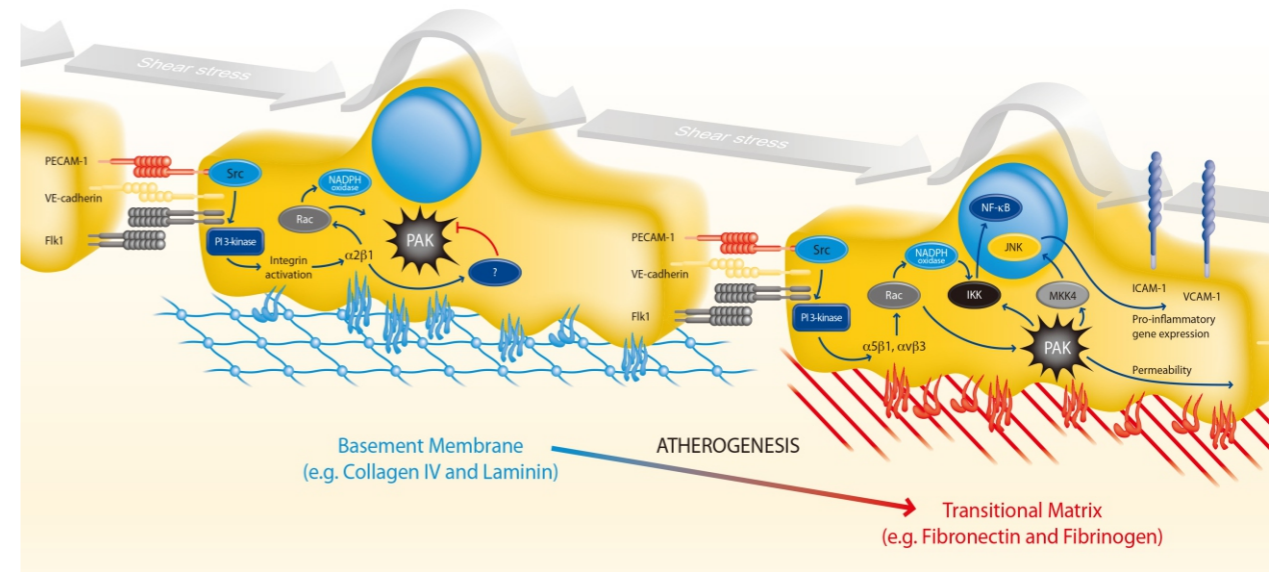 Shear stress
Shear stress
PECAM-1
VE-cadherin
Flk1
Src
PI 3-kinase
Integrin
activation
Rac
NADPH
oxidase
α2β1
PAK
?
PECAM-1
VE-cadherin
Flk1
Src
PI 3-kinase
α5β1, αvβ3
Rac
NADPH
oxidase
IKK
NF-κB
JNK
MKK4
PAK
ICAM-1
VCAM-1
Pro-inflammatory
gene expression
Permeability
Basement Membrane
(e.g. Collagen IV and Laminin)
ATHEROGENESIS
Transitional Matrix
(e.g. Fibronectin and Fibrinogen)